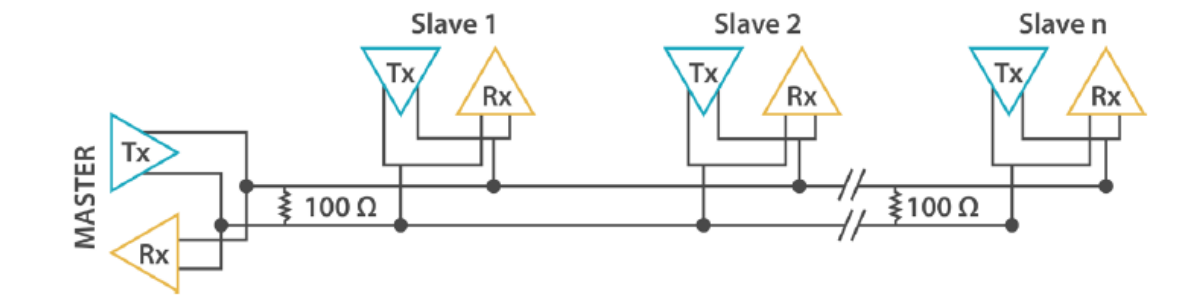 Slave 1
Slave 2
Slave n
Tx
Rx
Tx
Rx
Tx
Rx
MASTER
Tx
Rx
100 Ω
100 Ω